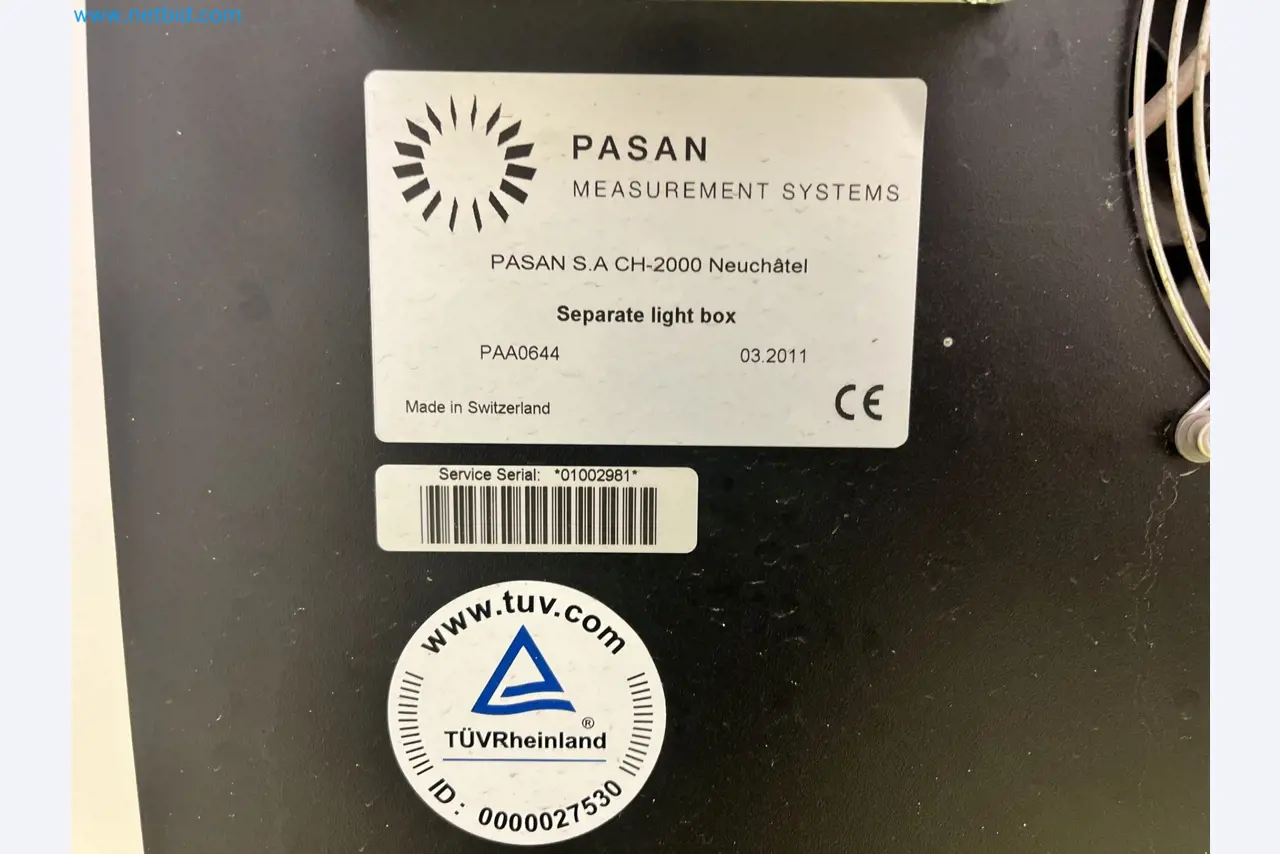 www.netbid.com
PASAN
MEASUREMENT SYSTEMS
PASAN S.A CH-2000 Neuchâtel
Separate light box
PAA0644 03.2011
Made in Switzerland CE
Service Serial: *01002981*
www.tuv.com
®
TÜVRheinland
ID: 0000027530